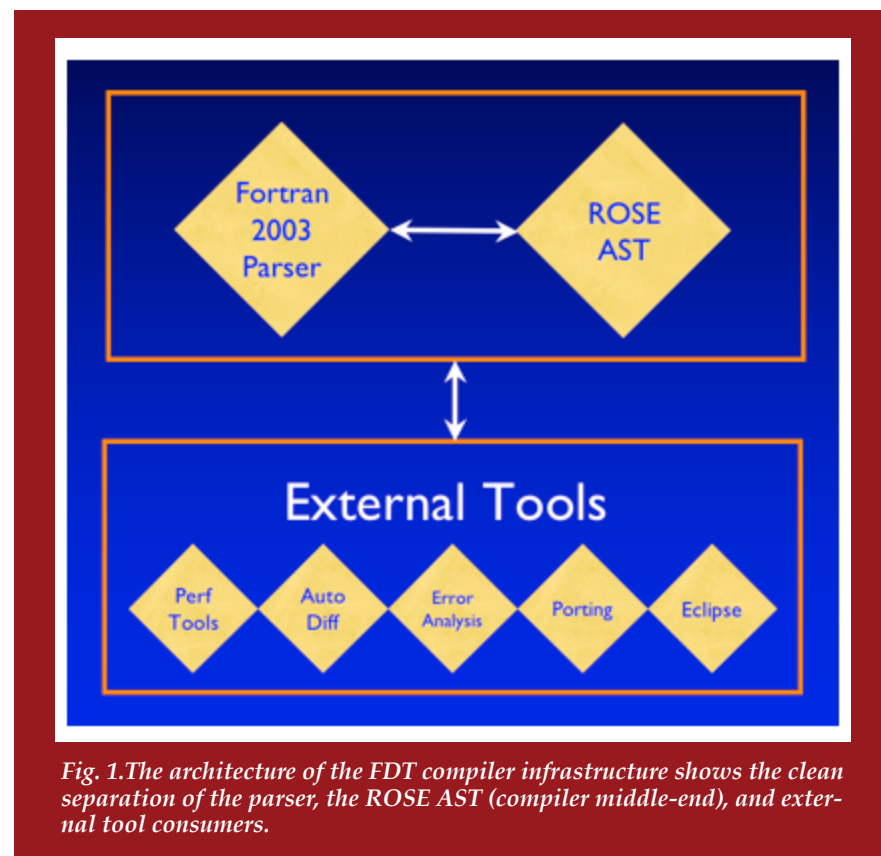 Fortran
2003
Parser
ROSE
AST
External Tools
Perf
Tools
Auto
Diff
Error
Analysis
Porting
Eclipse
Fig. 1.The architecture of the FDT compiler infrastructure shows the clean
separation of the parser, the ROSE AST (compiler middle-end), and exter-
nal tool consumers.